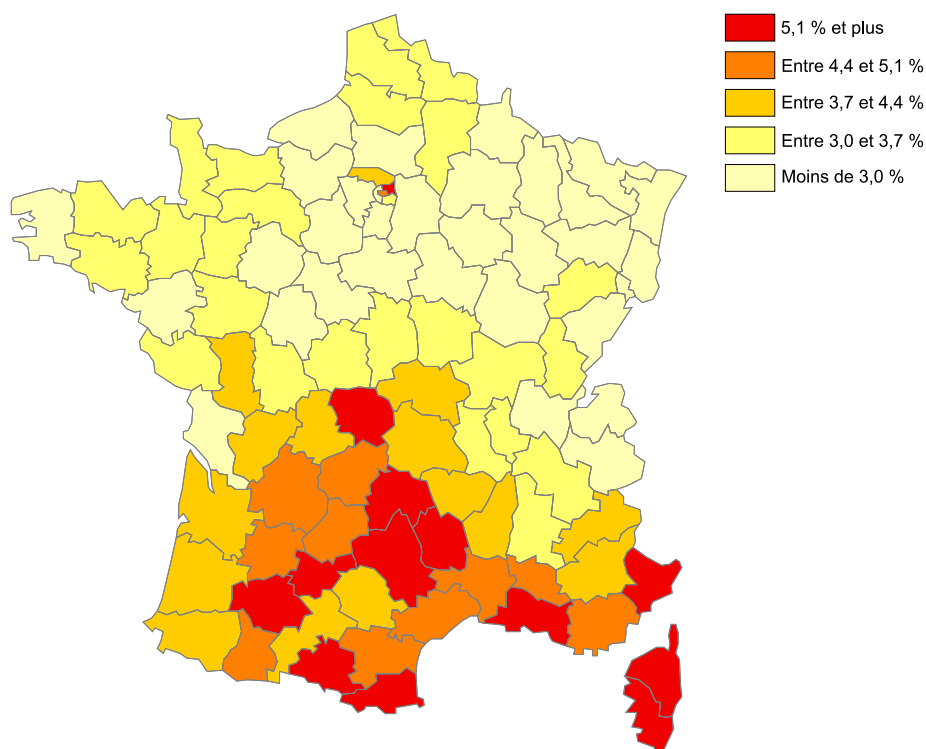 5,1 % et plus
Entre 4,4 et 5,1 %
Entre 3,7 et 4,4 %
Entre 3,0 et 3,7 %
Moins de 3,0 %